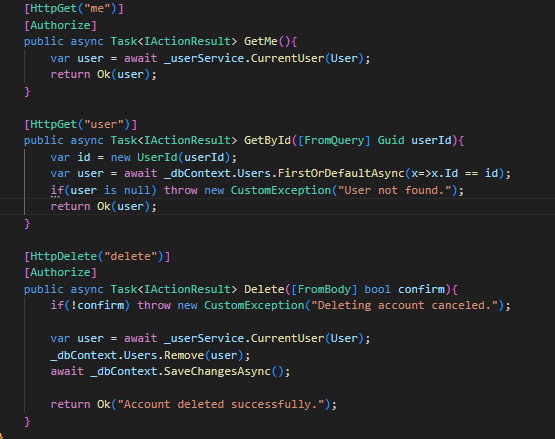 [HttpGet("me")]
[Authorize]
public async Task<IActionResult> GetMe(){
    var user = await _userService.CurrentUser(User);
    return Ok(user);
}

[HttpGet("user")]
public async Task<IActionResult> GetById([FromQuery] Guid userId){
    var id = new UserId(userId);
    var user = await _dbContext.Users.FirstOrDefaultAsync(x=>x.Id == id);
    if(user is null) throw new CustomException("User not found.");
    return Ok(user);
}

[HttpDelete("delete")]
[Authorize]
public async Task<IActionResult> Delete([FromBody] bool confirm){
    if(!confirm) throw new CustomException("Deleting account canceled.");

    var user = await _userService.CurrentUser(User);
    _dbContext.Users.Remove(user);
    await _dbContext.SaveChangesAsync();

    return Ok("Account deleted successfully.");
}